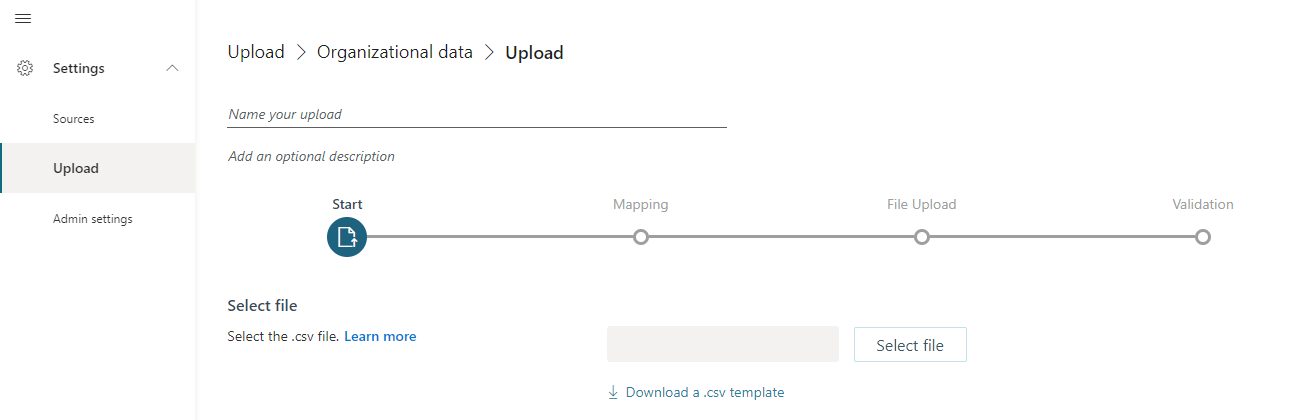 Settings
Sources
Upload
Admin settings
Upload > Organizational data > Upload
Name your upload
Add an optional description
Start Mapping File Upload Validation
Select file
Select the .csv file. Learn more
Select file
Download a .csv template